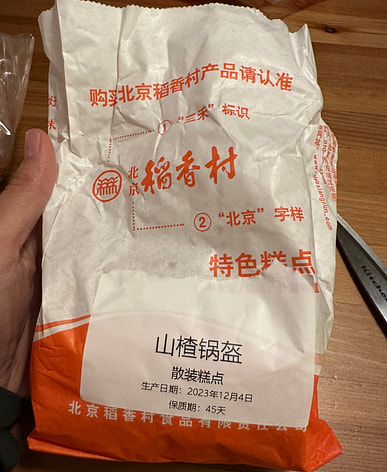 购买北京稻香村产品请认准
① “三禾” 标识
北京
稻香村
② “北京” 字样
特色糕点
山楂锅盔
散装糕点
生产日期: 2023年12月4日
保质期: 45天
北京稻香村食品有限责任公司